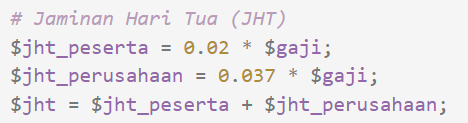 # Jaminan Hari Tua (JHT)
$jht_peserta = 0.02 * $gaji;
$jht_perusahaan = 0.037 * $gaji;
$jht = $jht_peserta + $jht_perusahaan;